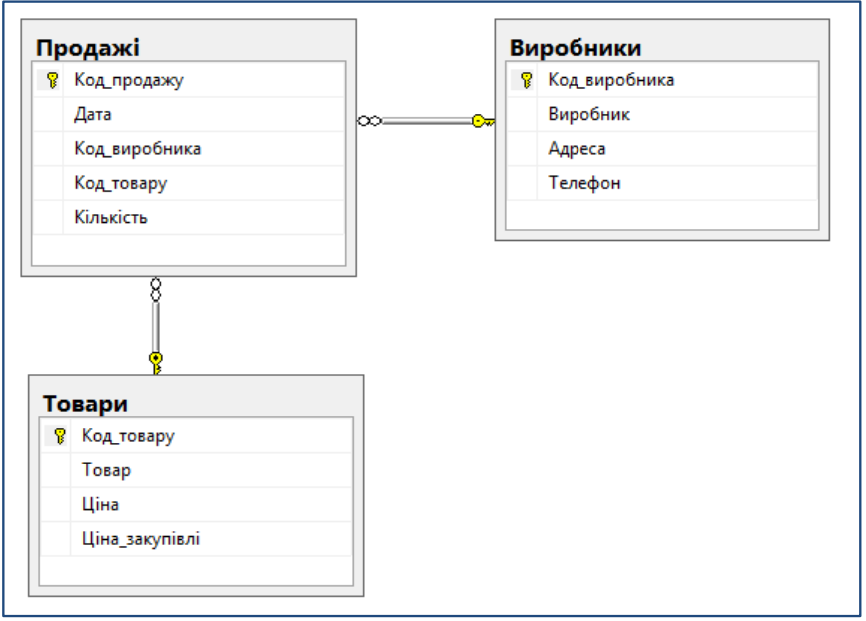 Продажі
Код_продажу
Дата
Код_виробника
Код_товару
Кількість
Виробники
Код_виробника
Виробник
Адреса
Телефон
Товари
Код_товару
Товар
Ціна
Ціна_закупівлі